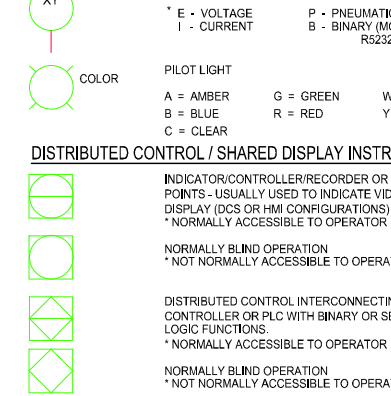 XY
* E - VOLTAGE P - PNEUMATIC
I - CURRENT B - BINARY (MO
R5232
COLOR
PILOT LIGHT
A = AMBER G = GREEN W
B = BLUE R = RED Y
C = CLEAR
DISTRIBUTED CONTROL / SHARED DISPLAY INSTR
INDICATOR/CONTROLLER/RECORDER OR
POINTS - USUALLY USED TO INDICATE VID
DISPLAY (DCS OR HMI CONFIGURATIONS)
* NORMALLY ACCESSIBLE TO OPERATOR
NORMALLY BLIND OPERATION
* NOT NORMALLY ACCESSIBLE TO OPERA
DISTRIBUTED CONTROL INTERCONNECTIN
CONTROLLER OR PLC WITH BINARY OR SE
LOGIC FUNCTIONS.
* NORMALLY ACCESSIBLE TO OPERATOR
NORMALLY BLIND OPERATION
* NOT NORMALLY ACCESSIBLE TO OPERA